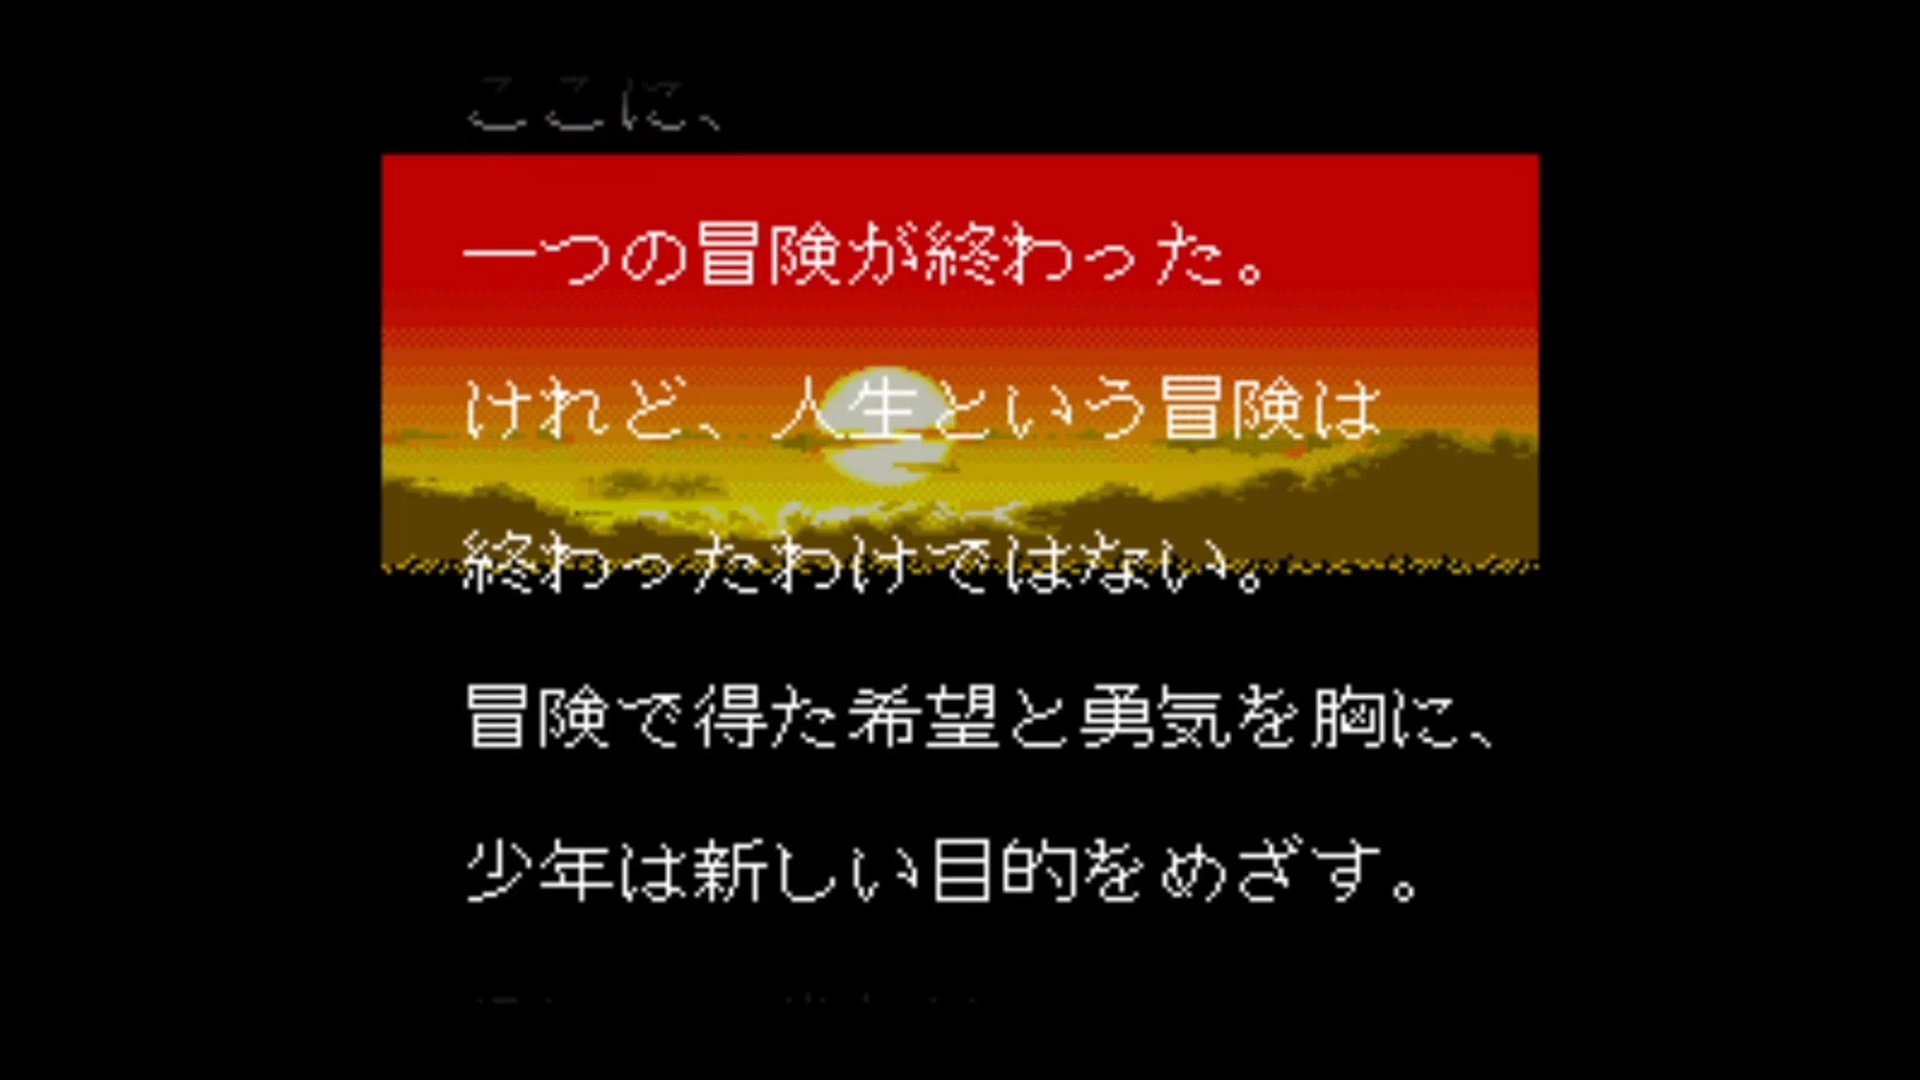 ここに、
一つの冒険が終わった。
けれど、人生という冒険は
終わったわけではない。
冒険で得た希望と勇気を胸に、
少年は新しい目的をめざす。